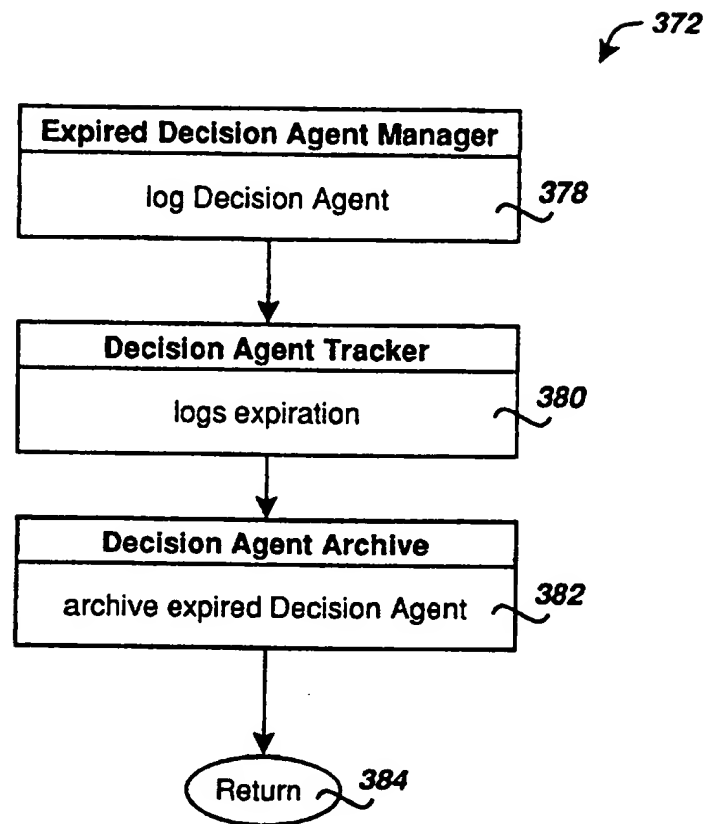 372
Expired Decision Agent Manager
log Decision Agent
378
Decision Agent Tracker
logs expiration
380
Decision Agent Archive
archive expired Decision Agent
382
Return
384